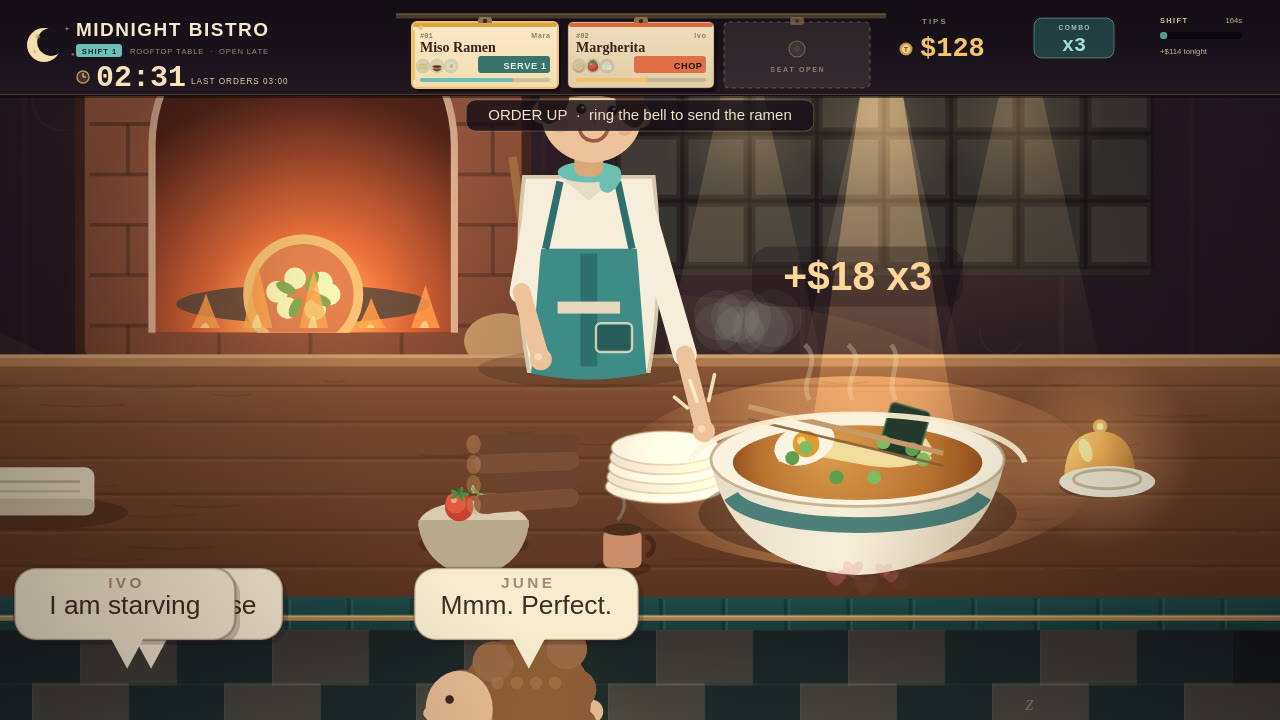 MIDNIGHT BISTRO
SHIFT 1 ROOFTOP TABLE · OPEN LATE
02:31 LAST ORDERS 03:00
#01 Mara
Miso Ramen
SERVE 1
#02 Ivo
Margherita
CHOP
SEAT OPEN
TIPS
$128
COMBO
x3
SHIFT 164s
+$114 tonight
ORDER UP · ring the bell to send the ramen
+$18 x3
IVO
I am starving
se
JUNE
Mmm. Perfect.
z